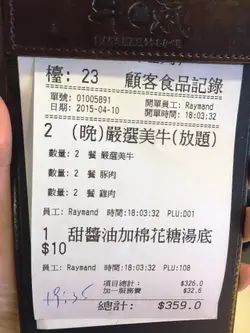 檯: 23 顧客食品記錄
單號: 01005891 開單員工: Raymand
日期: 2015-04-10 開單時間: 18:03:32
2 (晚)嚴選美牛(放題)
數量: 2 餐 嚴選美牛
數量: 2 餐 豚肉
數量: 2 餐 雞肉
員工: Raymand 時間:18:03:32 PLU:D01
1 甜醬油加棉花糖湯底
$10
員工: Raymand 時間:18:03:32 PLU:108
項目總計: $326.0
加一服務費 $32.6
總計: $359.0